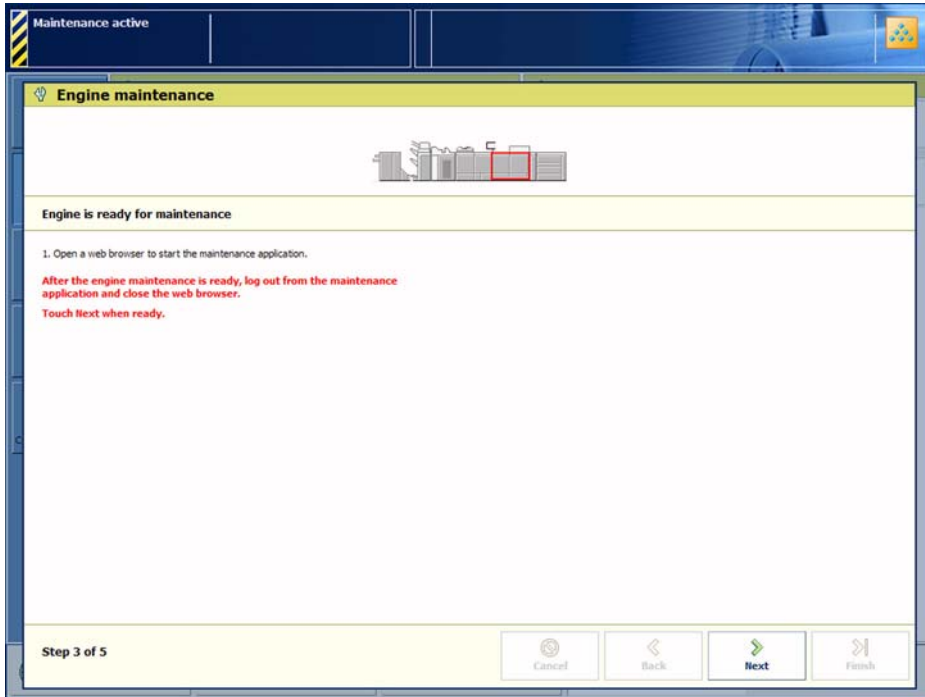 Maintenance active
Engine maintenance
Engine is ready for maintenance
1. Open a web browser to start the maintenance application.
After the engine maintenance is ready, log out from the maintenance
application and close the web browser.
Touch Next when ready.
Step 3 of 5
Cancel
Back
Next
Finish